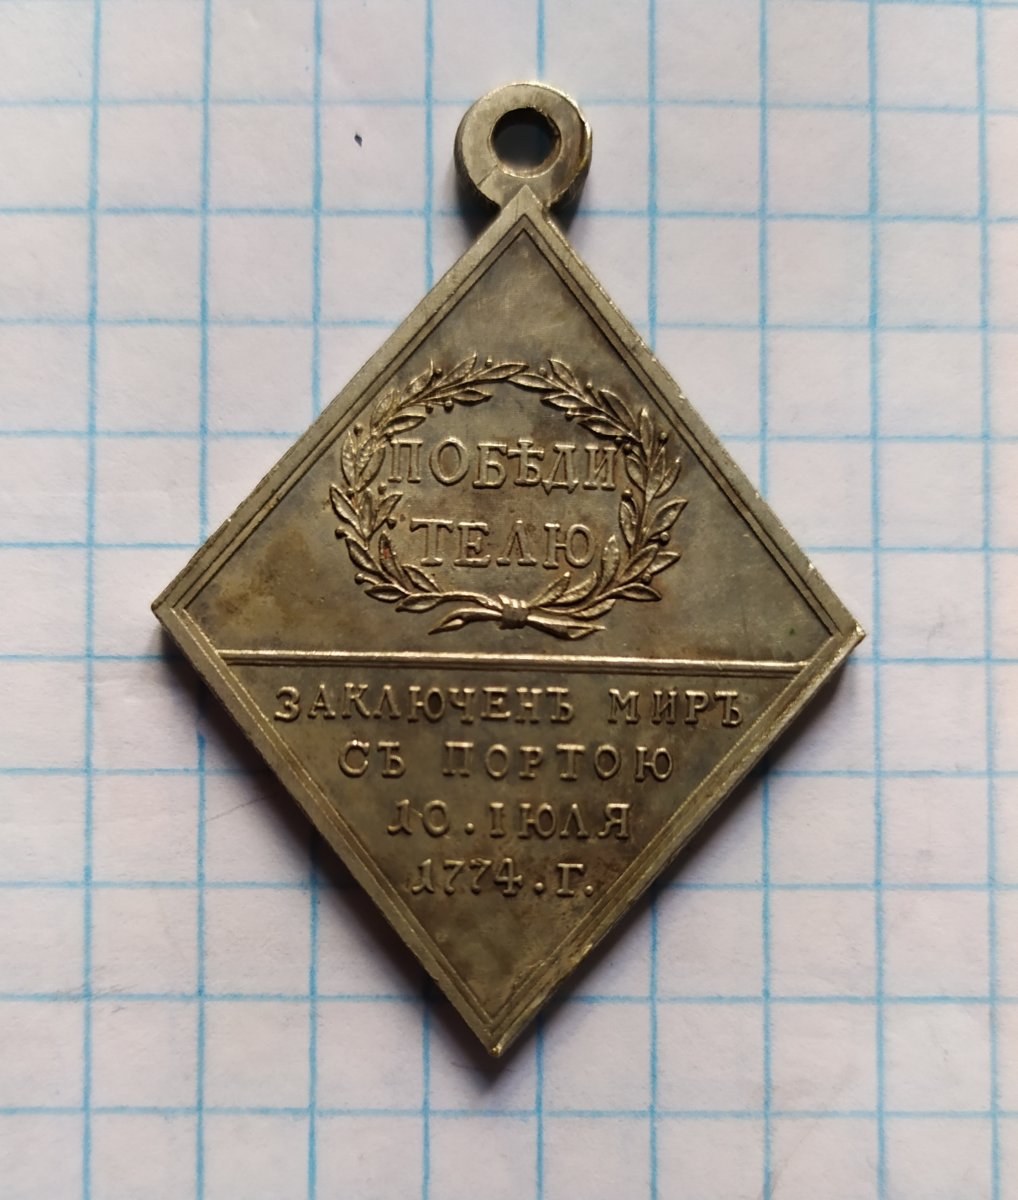 ПОБѢДИ
ТЕЛЮ
ЗАКЛЮЧЕНЪ МИРЪ
СЪ ПОРТОЮ
10. ІЮЛЯ
1774. Г.